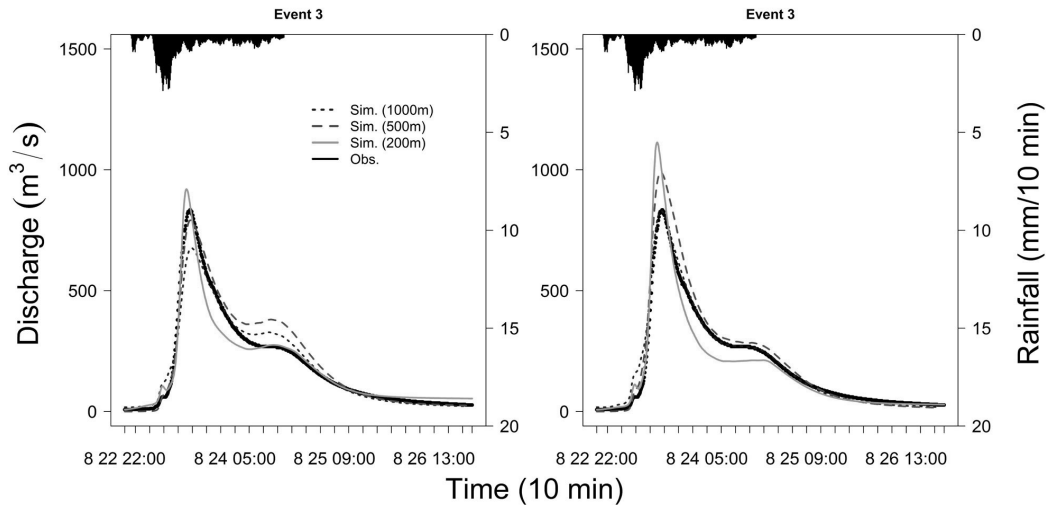 Event 3
Event 3
1500
1000
500
0
0
5
10
15
20
Sim. (1000m)
Sim. (500m)
Sim. (200m)
Obs.
8 22 22:00 8 24 05:00 8 25 09:00 8 26 13:00
1500
1000
500
0
0
5
10
15
20
8 22 22:00 8 24 05:00 8 25 09:00 8 26 13:00
Discharge (m³/s)
Rainfall (mm/10 min)
Time (10 min)